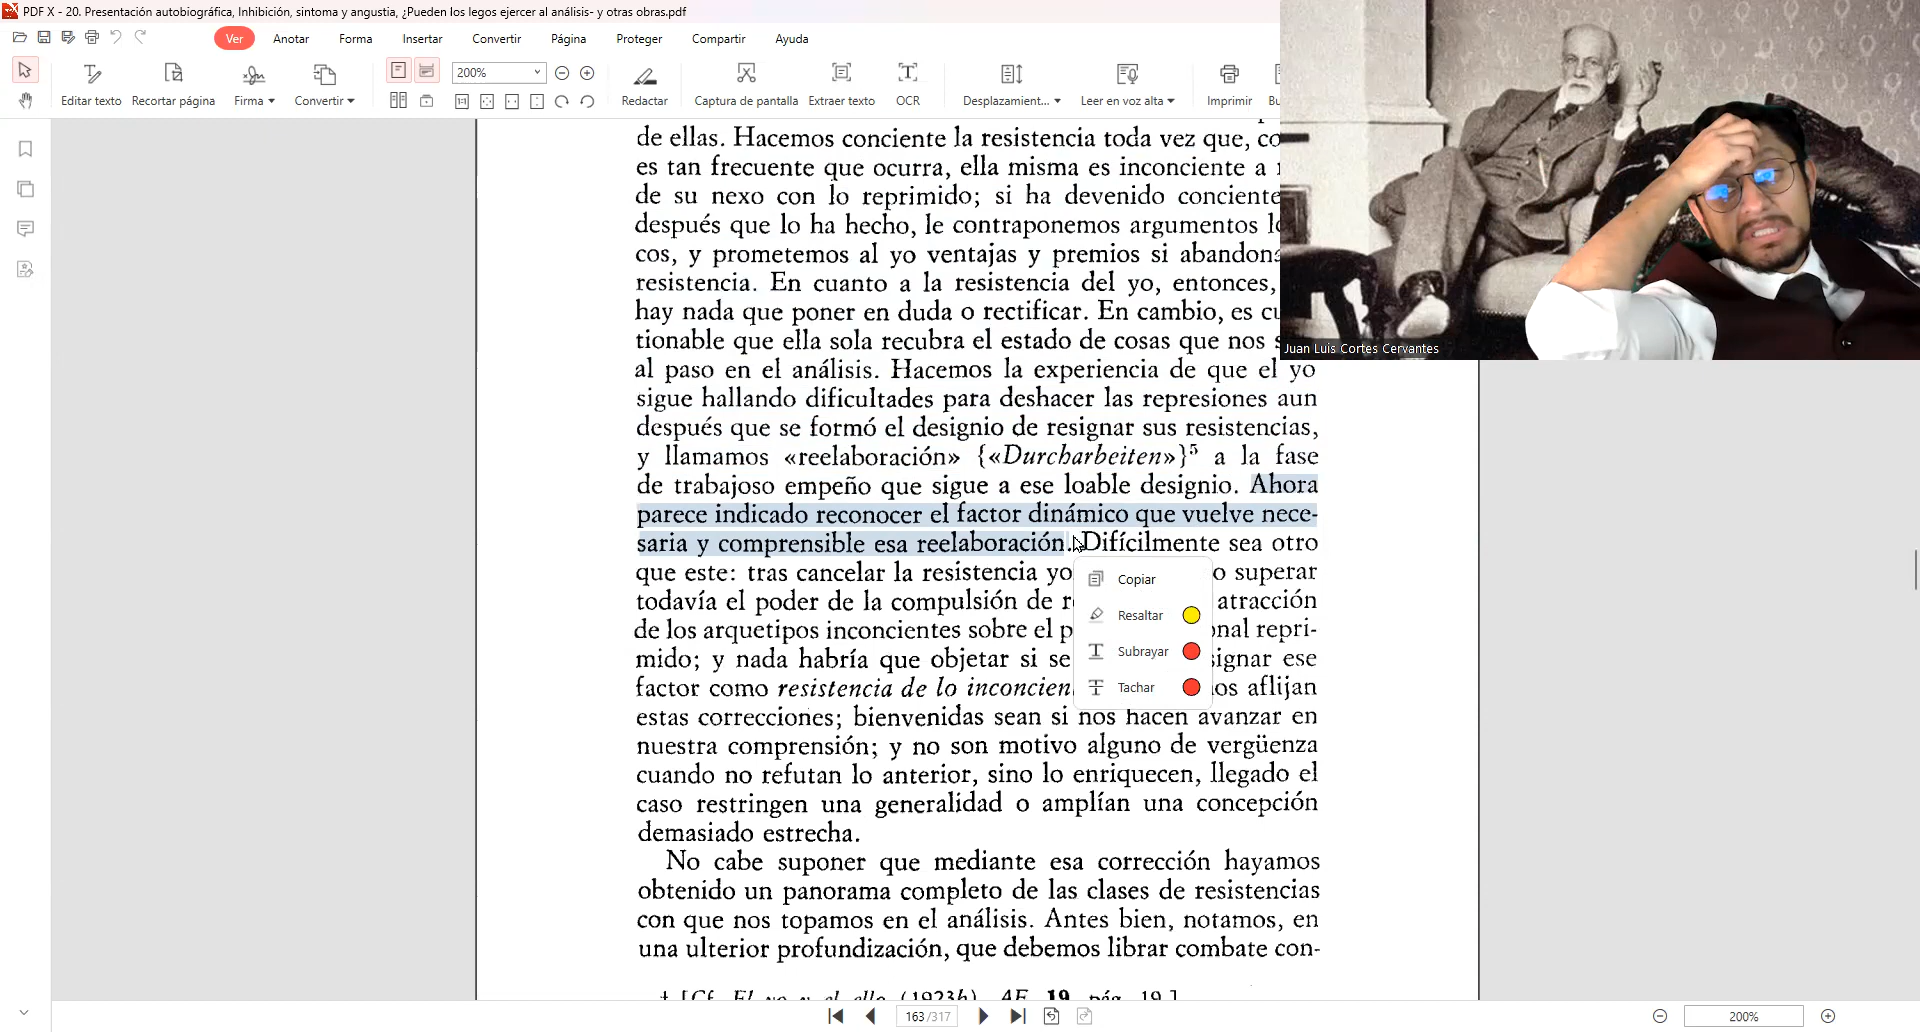 PDF X - 20. Presentación autobiográfica, Inhibición, sintoma y angustia, ¿Pueden los legos ejercer al análisis- y otras obras.pdf
Ver Anotar Forma Insertar Convertir Página Proteger Compartir Ayuda
200%
Editar texto Recortar página Firma Convertir Redactar Captura de pantalla Extraer texto OCR Desplazamient... Leer en voz alta Imprimir Bu
Juan Luis Cortes Cervantes
de ellas. Hacemos conciente la resistencia toda vez que, co
es tan frecuente que ocurra, ella misma es inconciente a
de su nexo con lo reprimido; si ha devenido conciente
después que lo ha hecho, le contraponemos argumentos
cos, y prometemos al yo ventajas y premios si abandon
resistencia. En cuanto a la resistencia del yo, entonces,
hay nada que poner en duda o rectificar. En cambio, es cu
tionable que ella sola recubra el estado de cosas que nos s
al paso en el análisis. Hacemos la experiencia de que el yo
sigue hallando dificultades para deshacer las represiones aun
después que se formó el designio de resignar sus resistencias,
y llamamos «reelaboración» {«Durcharbeiten»}⁵ a la fase
de trabajoso empeño que sigue a ese loable designio. Ahora
parece indicado reconocer el factor dinámico que vuelve nece-
saria y comprensible esa reelaboración. Difícilmente sea otro
que este: tras cancelar la resistencia yo o superar
todavía el poder de la compulsión de r atracción
de los arquetipos inconcientes sobre el p onal repri-
mido; y nada habría que objetar si se signar ese
factor como resistencia de lo inconcien os aflijan
estas correcciones; bienvenidas sean si nos hacen avanzar en
nuestra comprensión; y no son motivo alguno de vergüenza
cuando no refutan lo anterior, sino lo enriquecen, llegado el
caso restringen una generalidad o amplían una concepción
demasiado estrecha.
No cabe suponer que mediante esa corrección hayamos
obtenido un panorama completo de las clases de resistencias
con que nos topamos en el análisis. Antes bien, notamos, en
una ulterior profundización, que debemos librar combate con-
[Cf. El yo y el ello (1923b), AE, 19, pág. 19.]
Copiar
Resaltar
Subrayar
Tachar
163 /317
200%